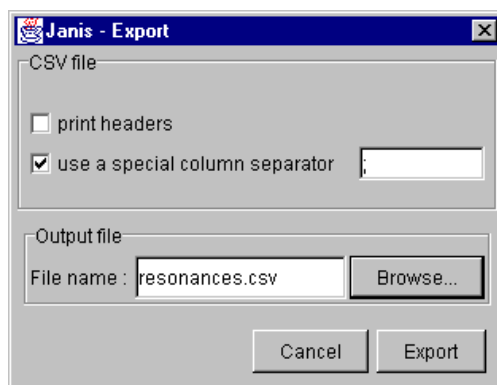 Janis - Export
CSV file
print headers
use a special column separator ;
Output file
File name : resonances.csv Browse...
Cancel Export